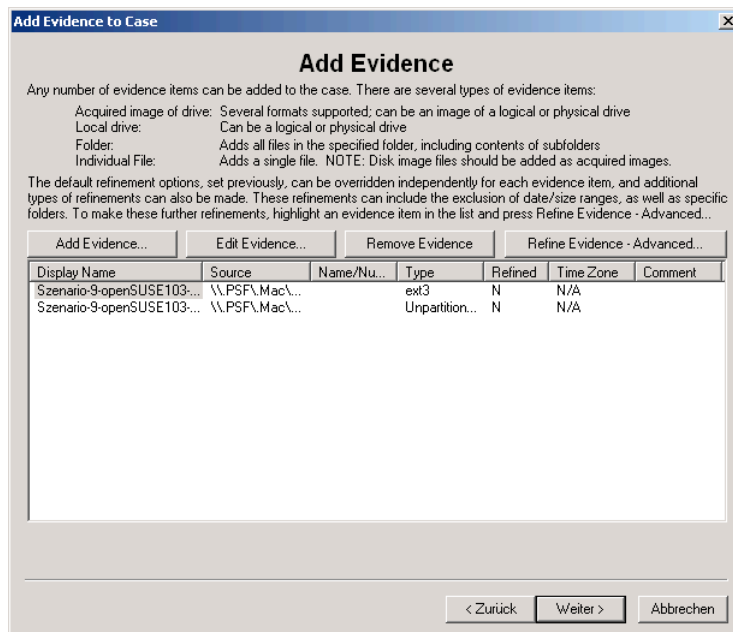 Add Evidence to Case
Add Evidence
Any number of evidence items can be added to the case. There are several types of evidence items:
Acquired image of drive: Several formats supported; can be an image of a logical or physical drive
Local drive: Can be a logical or physical drive
Folder: Adds all files in the specified folder, including contents of subfolders
Individual File: Adds a single file. NOTE: Disk image files should be added as acquired images.
The default refinement options, set previously, can be overridden independently for each evidence item, and additional
types of refinements can also be made. These refinements can include the exclusion of date/size ranges, as well as specific
folders. To make these further refinements, highlight an evidence item in the list and press Refine Evidence - Advanced...
Add Evidence... Edit Evidence... Remove Evidence Refine Evidence - Advanced...
Display Name Source Name/Nu... Type Refined Time Zone Comment
Szenario-9-openSUSE103-... \\.PSF\.Mac\... ext3 N N/A
Szenario-9-openSUSE103-... \\.PSF\.Mac\... Unpartition... N N/A
< Zurück Weiter > Abbrechen